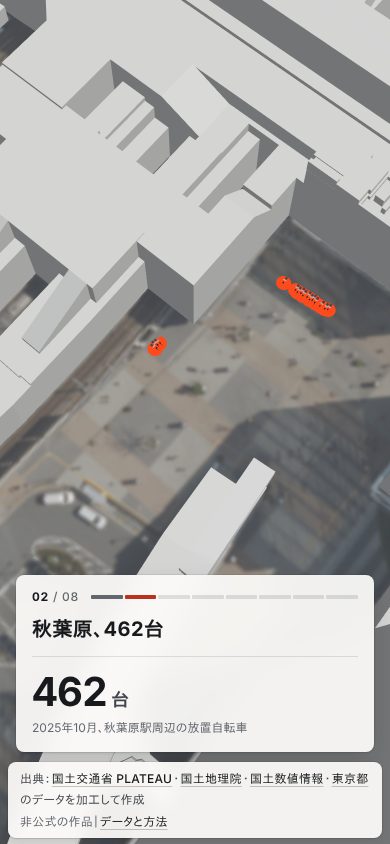 02 / 08
秋葉原、462台
462 台
2025年10月、秋葉原駅周辺の放置自転車
出典: 国土交通省 PLATEAU · 国土地理院 · 国土数値情報 · 東京都
のデータを加工して作成
非公式の作品 | データと方法